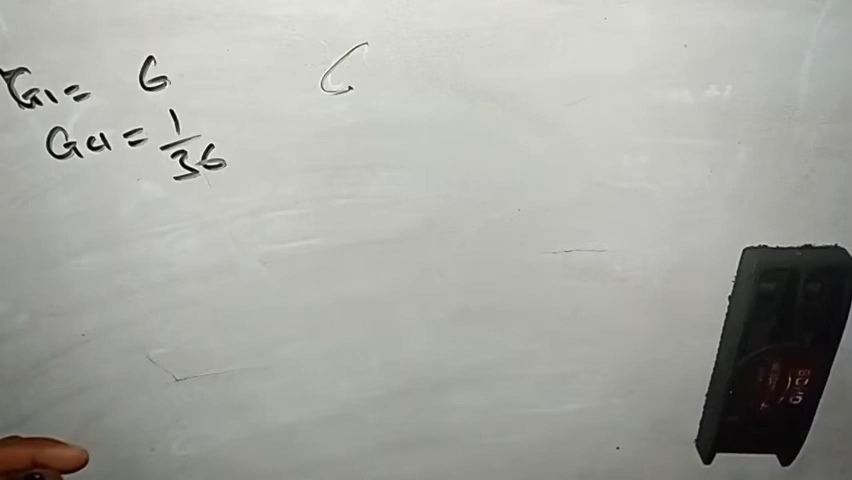 G1 = 6
G4 = 1/36